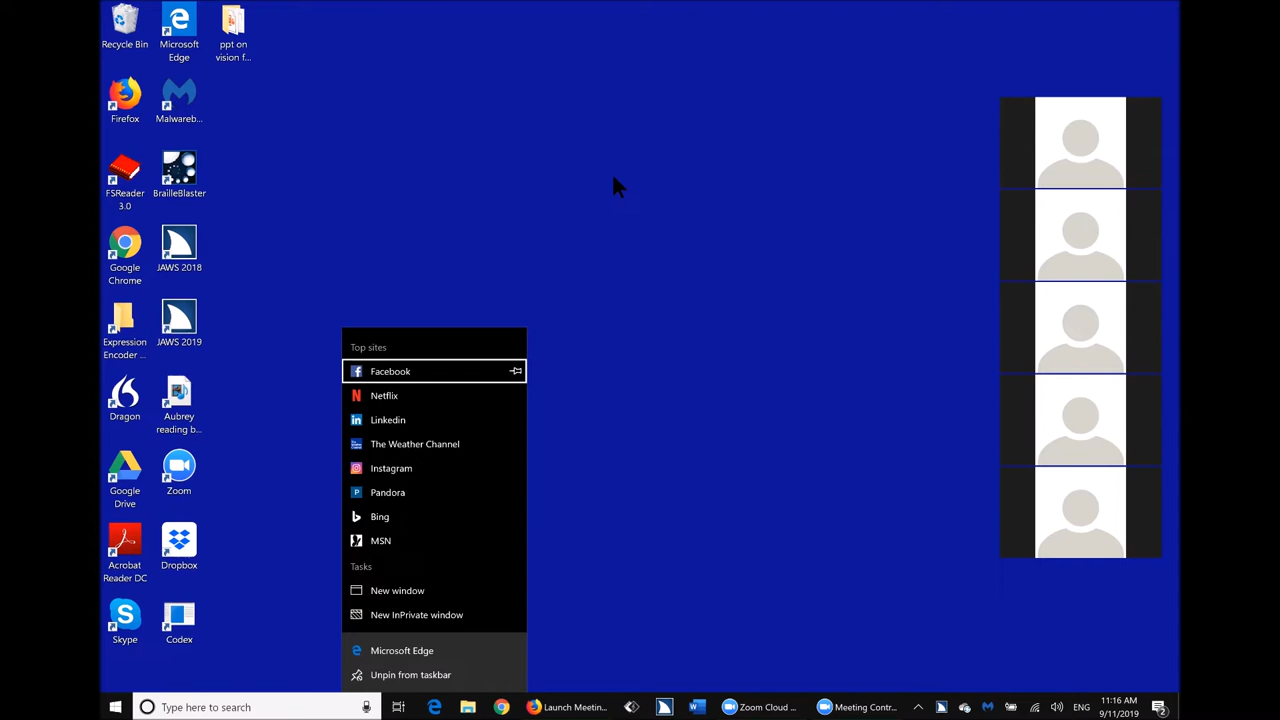 Recycle Bin
Microsoft
Edge
ppt on
vision f...
Firefox
Malwareb...
FSReader
3.0
BrailleBlaster
Google
Chrome
JAWS 2018
Expression
Encoder ...
JAWS 2019
Dragon
Aubrey
reading b...
Google
Drive
Zoom
Acrobat
Reader DC
Dropbox
Skype
Codex
Top sites
Facebook
Netflix
Linkedin
The Weather Channel
Instagram
Pandora
Bing
MSN
Tasks
New window
New InPrivate window
Microsoft Edge
Unpin from taskbar
Type here to search
Launch Meetin...
Zoom Cloud ...
Meeting Contr...
ENG
11:16 AM
9/11/2019
2